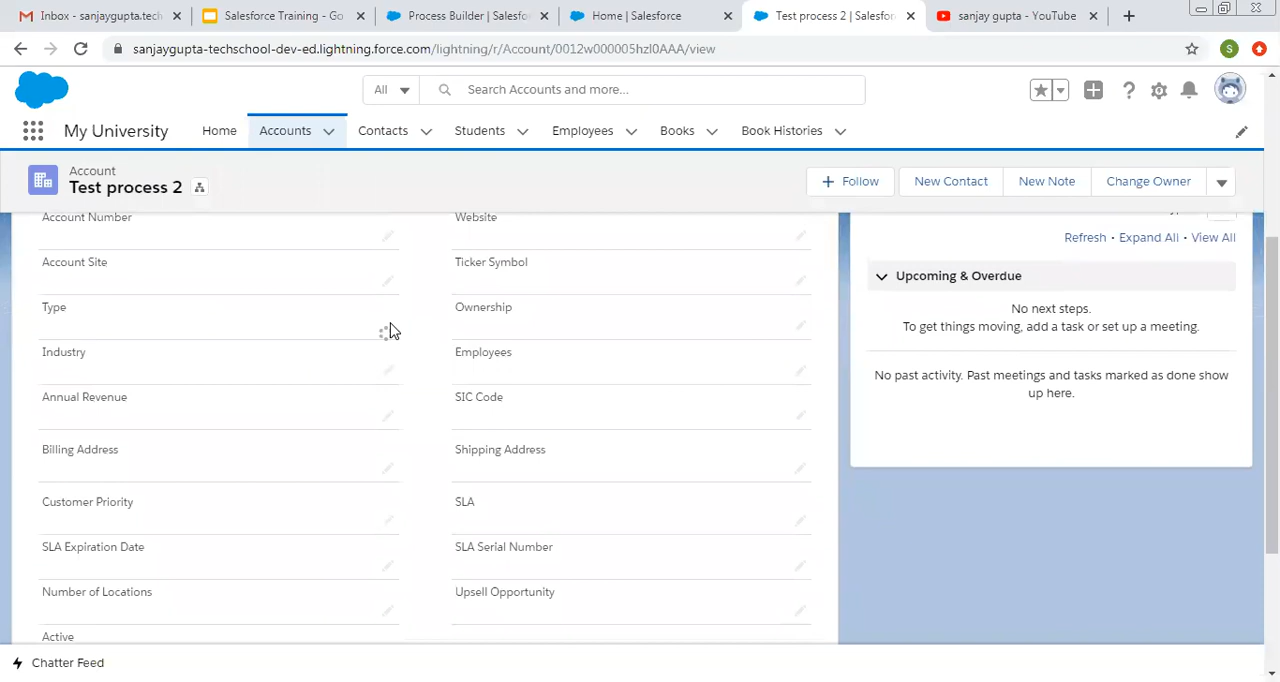 Inbox - sanjaygupta.tech
Salesforce Training - Go
Process Builder | Salesfo
Home | Salesforce
Test process 2 | Salesfor
sanjay gupta - YouTube
sanjaygupta-techschool-dev-ed.lightning.force.com/lightning/r/Account/0012w000005hzl0AAA/view
S
All
Search Accounts and more...
My University
Home
Accounts
Contacts
Students
Employees
Books
Book Histories
Account
Test process 2
Follow
New Contact
New Note
Change Owner
Account Number
Website
Account Site
Ticker Symbol
Type
Ownership
Industry
Employees
Annual Revenue
SIC Code
Billing Address
Shipping Address
Customer Priority
SLA
SLA Expiration Date
SLA Serial Number
Number of Locations
Upsell Opportunity
Active
Refresh • Expand All • View All
Upcoming & Overdue
No next steps.
To get things moving, add a task or set up a meeting.
No past activity. Past meetings and tasks marked as done show
up here.
Chatter Feed